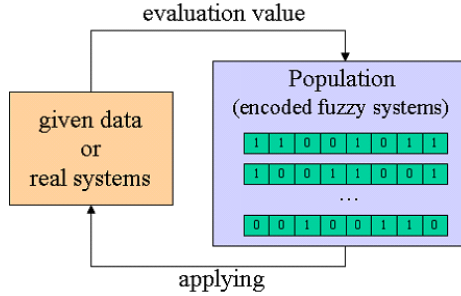 evaluation value
Population
(encoded fuzzy systems)
given data
or
real systems
1 1 0 0 1 0 1 1
1 0 0 1 1 0 0 1
...
0 0 1 0 0 1 1 0
applying